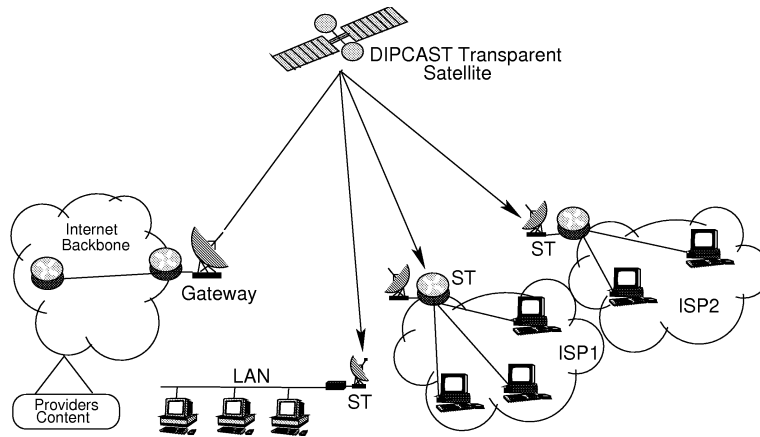 DIPCAST Transparent
Satellite
Internet
Backbone
Gateway
ST
ST
ISP2
ISP1
LAN
ST
Providers
Content